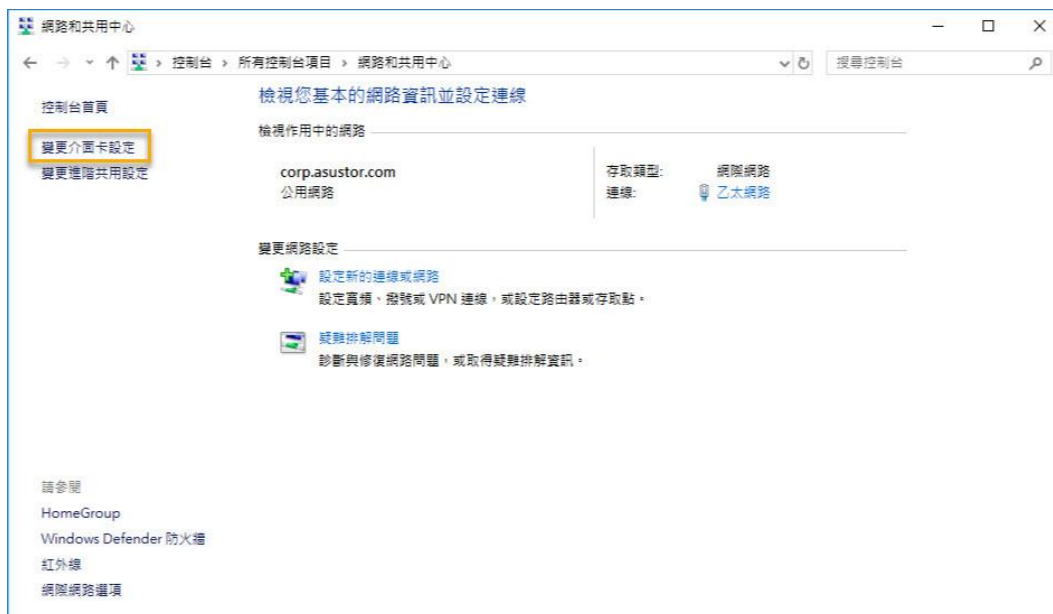 網路和共用中心
控制台 > 所有控制台項目 > 網路和共用中心
搜尋控制台
控制台首頁
變更介面卡設定
變更進階共用設定
檢視您基本的網路資訊並設定連線
檢視作用中的網路
corp.asustor.com
公用網路
存取類型: 網際網路
連線: 乙太網路
變更網路設定
設定新的連線或網路
設定寬頻、撥號或 VPN 連線，或設定路由器或存取點。
疑難排解問題
診斷與修復網路問題，或取得疑難排解資訊。
請參閱
HomeGroup
Windows Defender 防火牆
紅外線
網際網路選項